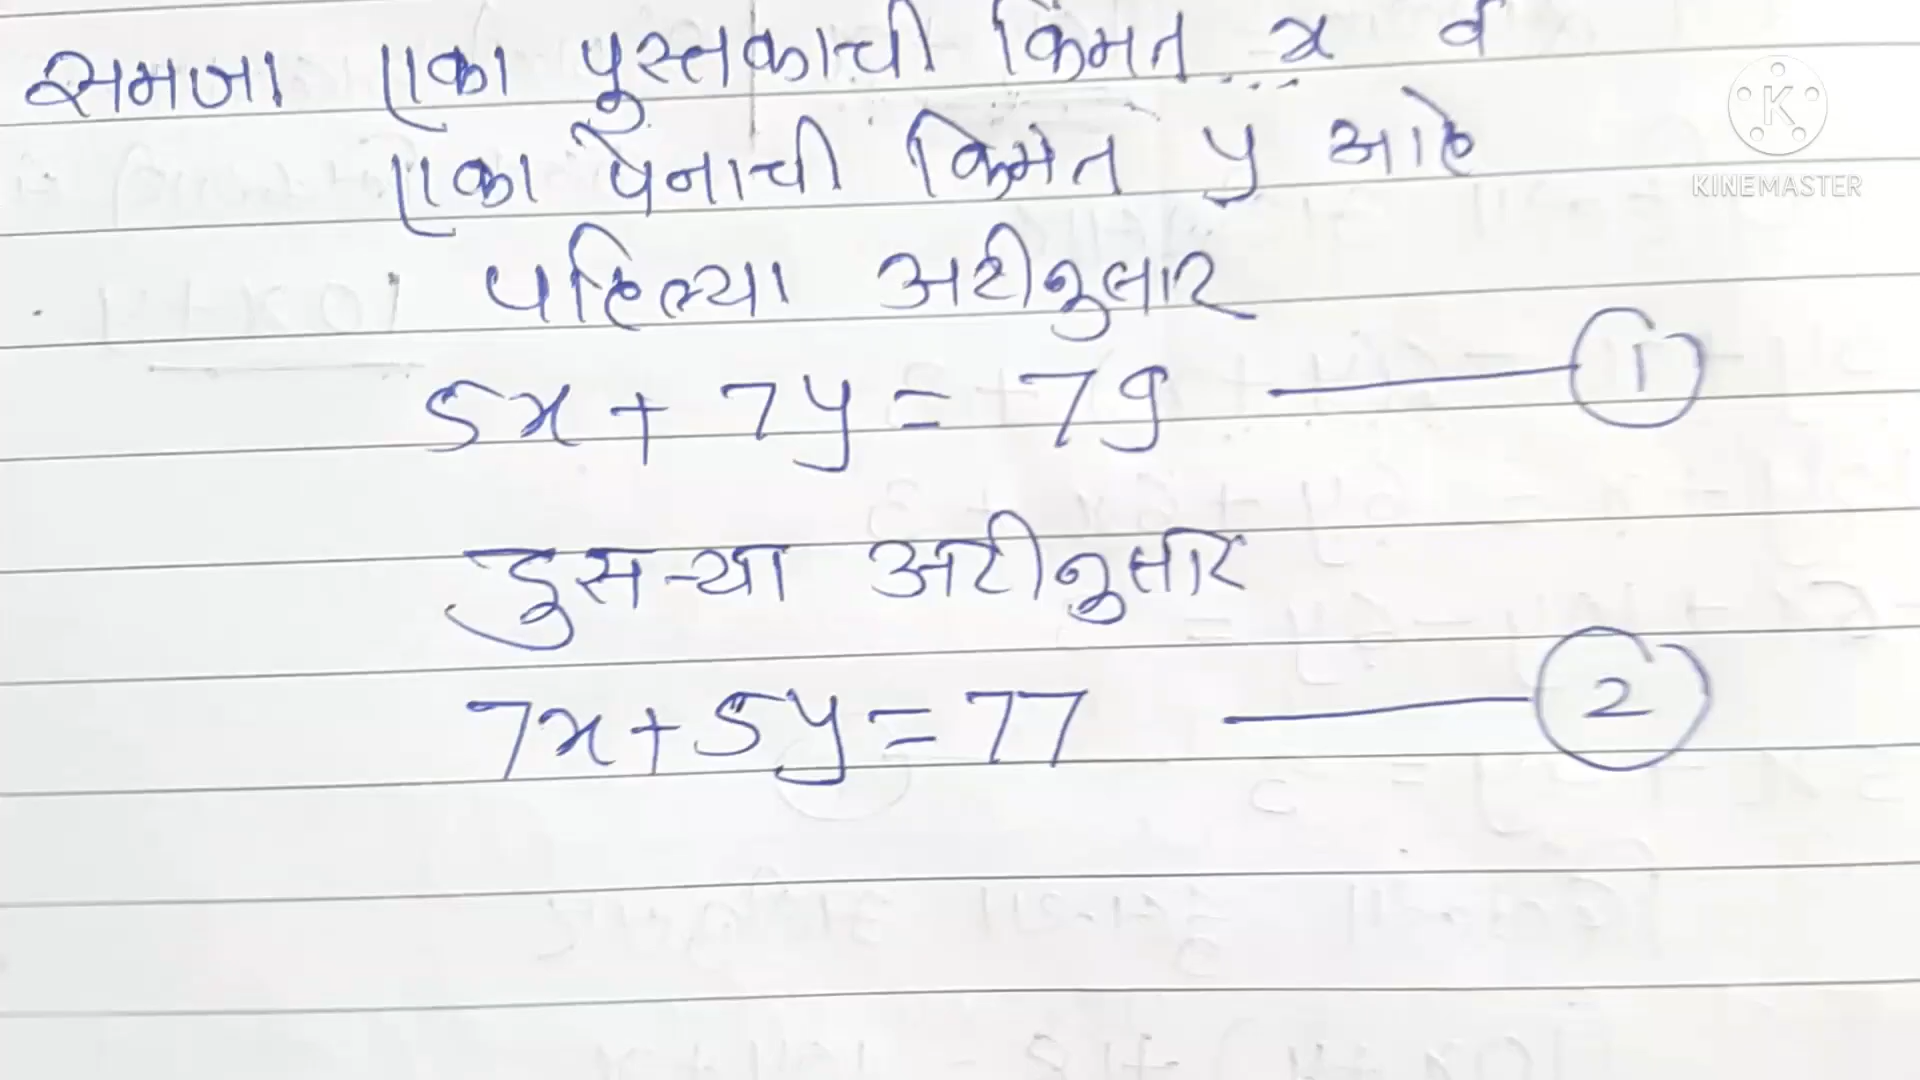 समजा एका पुस्तकाची किंमत x व
K
एका पेनाची किंमत y आहे
KINEMASTER
पहिल्या अटीनुसार
5x + 7y = 79 —— 1
दुसऱ्या अटीनुसार
7x + 5y = 77 —— 2